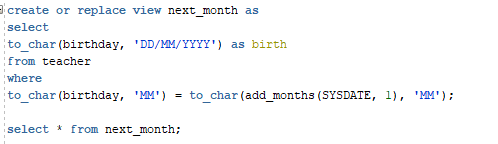 create or replace view next_month as
select
to_char(birthday, 'DD/MM/YYYY') as birth
from teacher
where
to_char(birthday, 'MM') = to_char(add_months(SYSDATE, 1), 'MM');
select * from next_month;